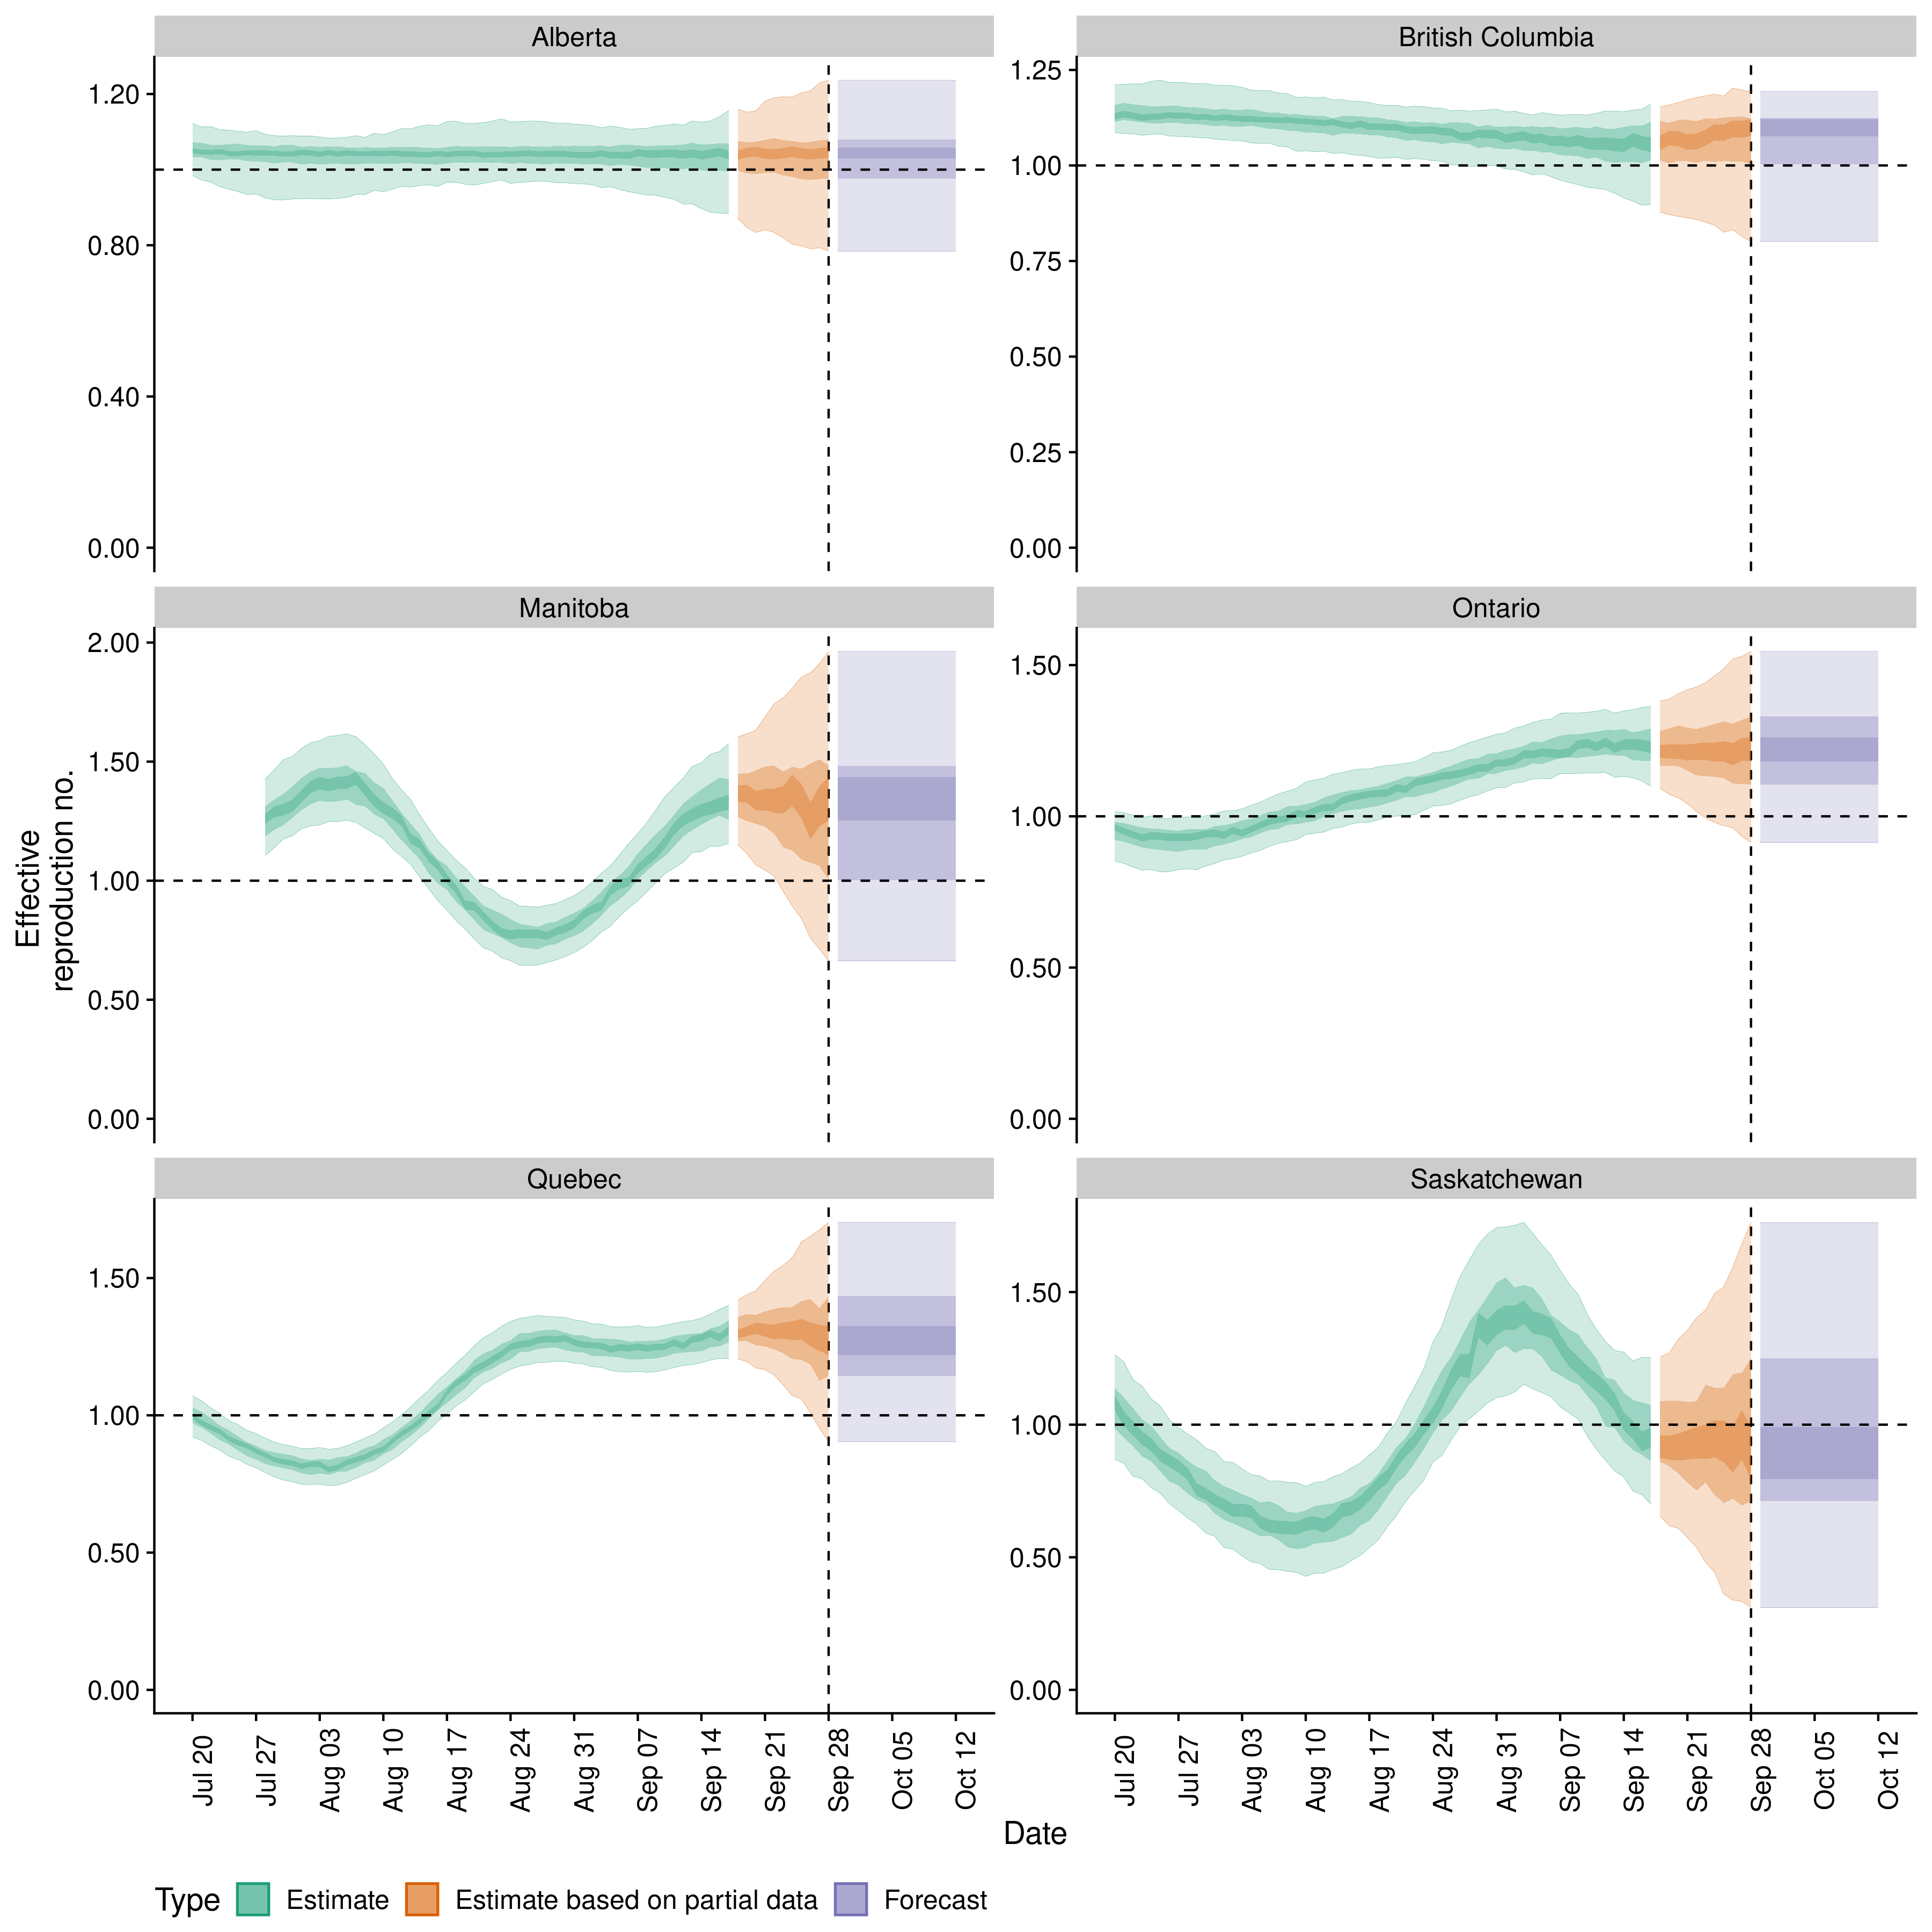 Alberta
British Columbia
1.20
0.80
0.40
0.00
1.25
1.00
0.75
0.50
0.25
0.00
Manitoba
Ontario
2.00
1.50
1.00
0.50
0.00
1.50
1.00
0.50
0.00
Effective
reproduction no.
Quebec
Saskatchewan
1.50
1.00
0.50
0.00
1.50
1.00
0.50
0.00
Jul 20
Jul 27
Aug 03
Aug 10
Aug 17
Aug 24
Aug 31
Sep 07
Sep 14
Sep 21
Sep 28
Oct 05
Oct 12
Jul 20
Jul 27
Aug 03
Aug 10
Aug 17
Aug 24
Aug 31
Sep 07
Sep 14
Sep 21
Sep 28
Oct 05
Oct 12
Date
Type Estimate Estimate based on partial data Forecast